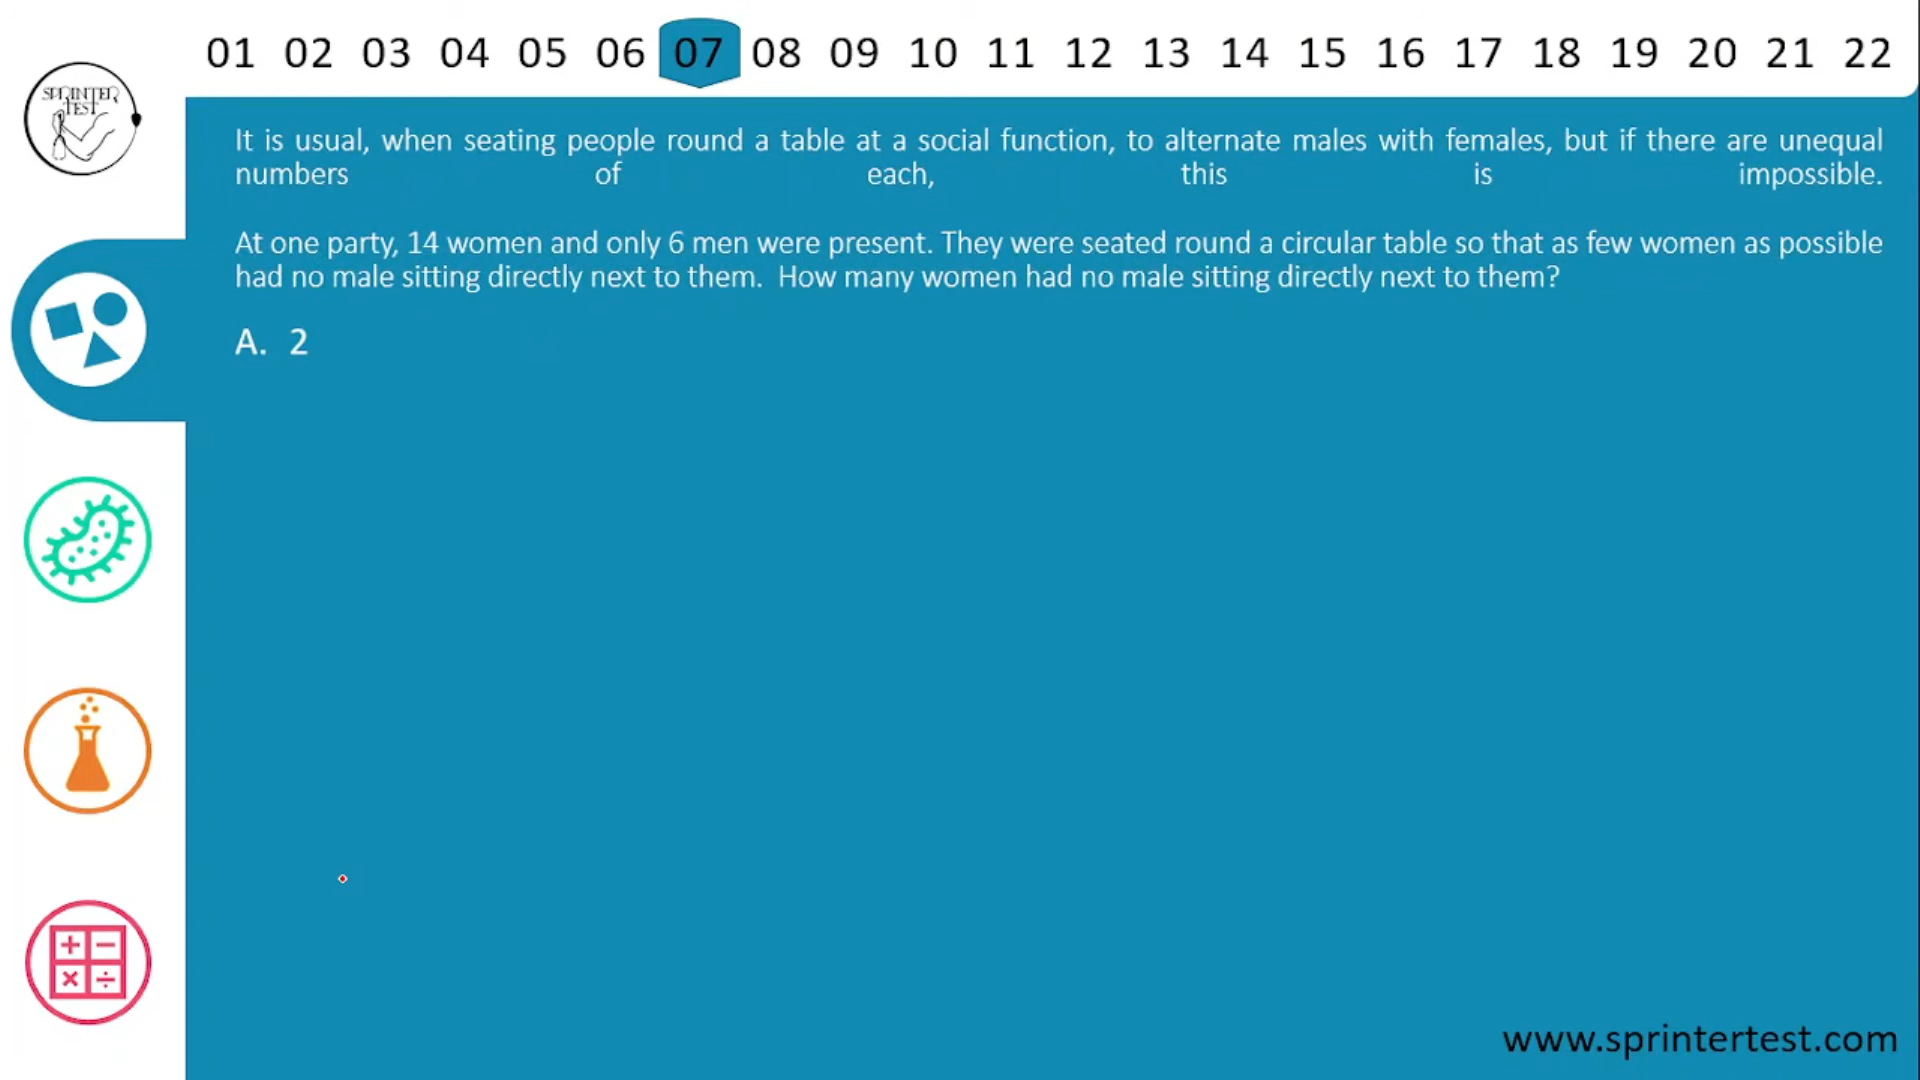 01 02 03 04 05 06 07 08 09 10 11 12 13 14 15 16 17 18 19 20 21 22
SPRINTER
TEST
It is usual, when seating people round a table at a social function, to alternate males with females, but if there are unequal
numbers of each, this is impossible.
At one party, 14 women and only 6 men were present. They were seated round a circular table so that as few women as possible
had no male sitting directly next to them. How many women had no male sitting directly next to them?
A. 2
+ −
× ÷
www.sprintertest.com